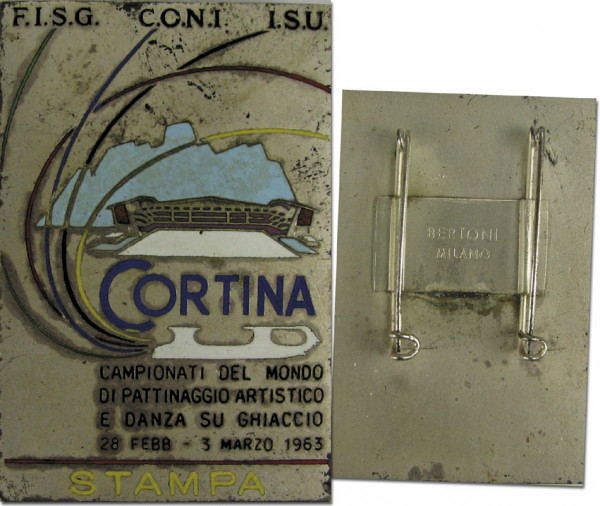 F.I.S.G. C.O.N.I I.S.U.
CORTINA
CAMPIONATI DEL MONDO
DI PATTINAGGIO ARTISTICO
E DANZA SU GHIACCIO
28 FEBB - 3 MARZO 1963
STAMPA
BERTONI
MILANO